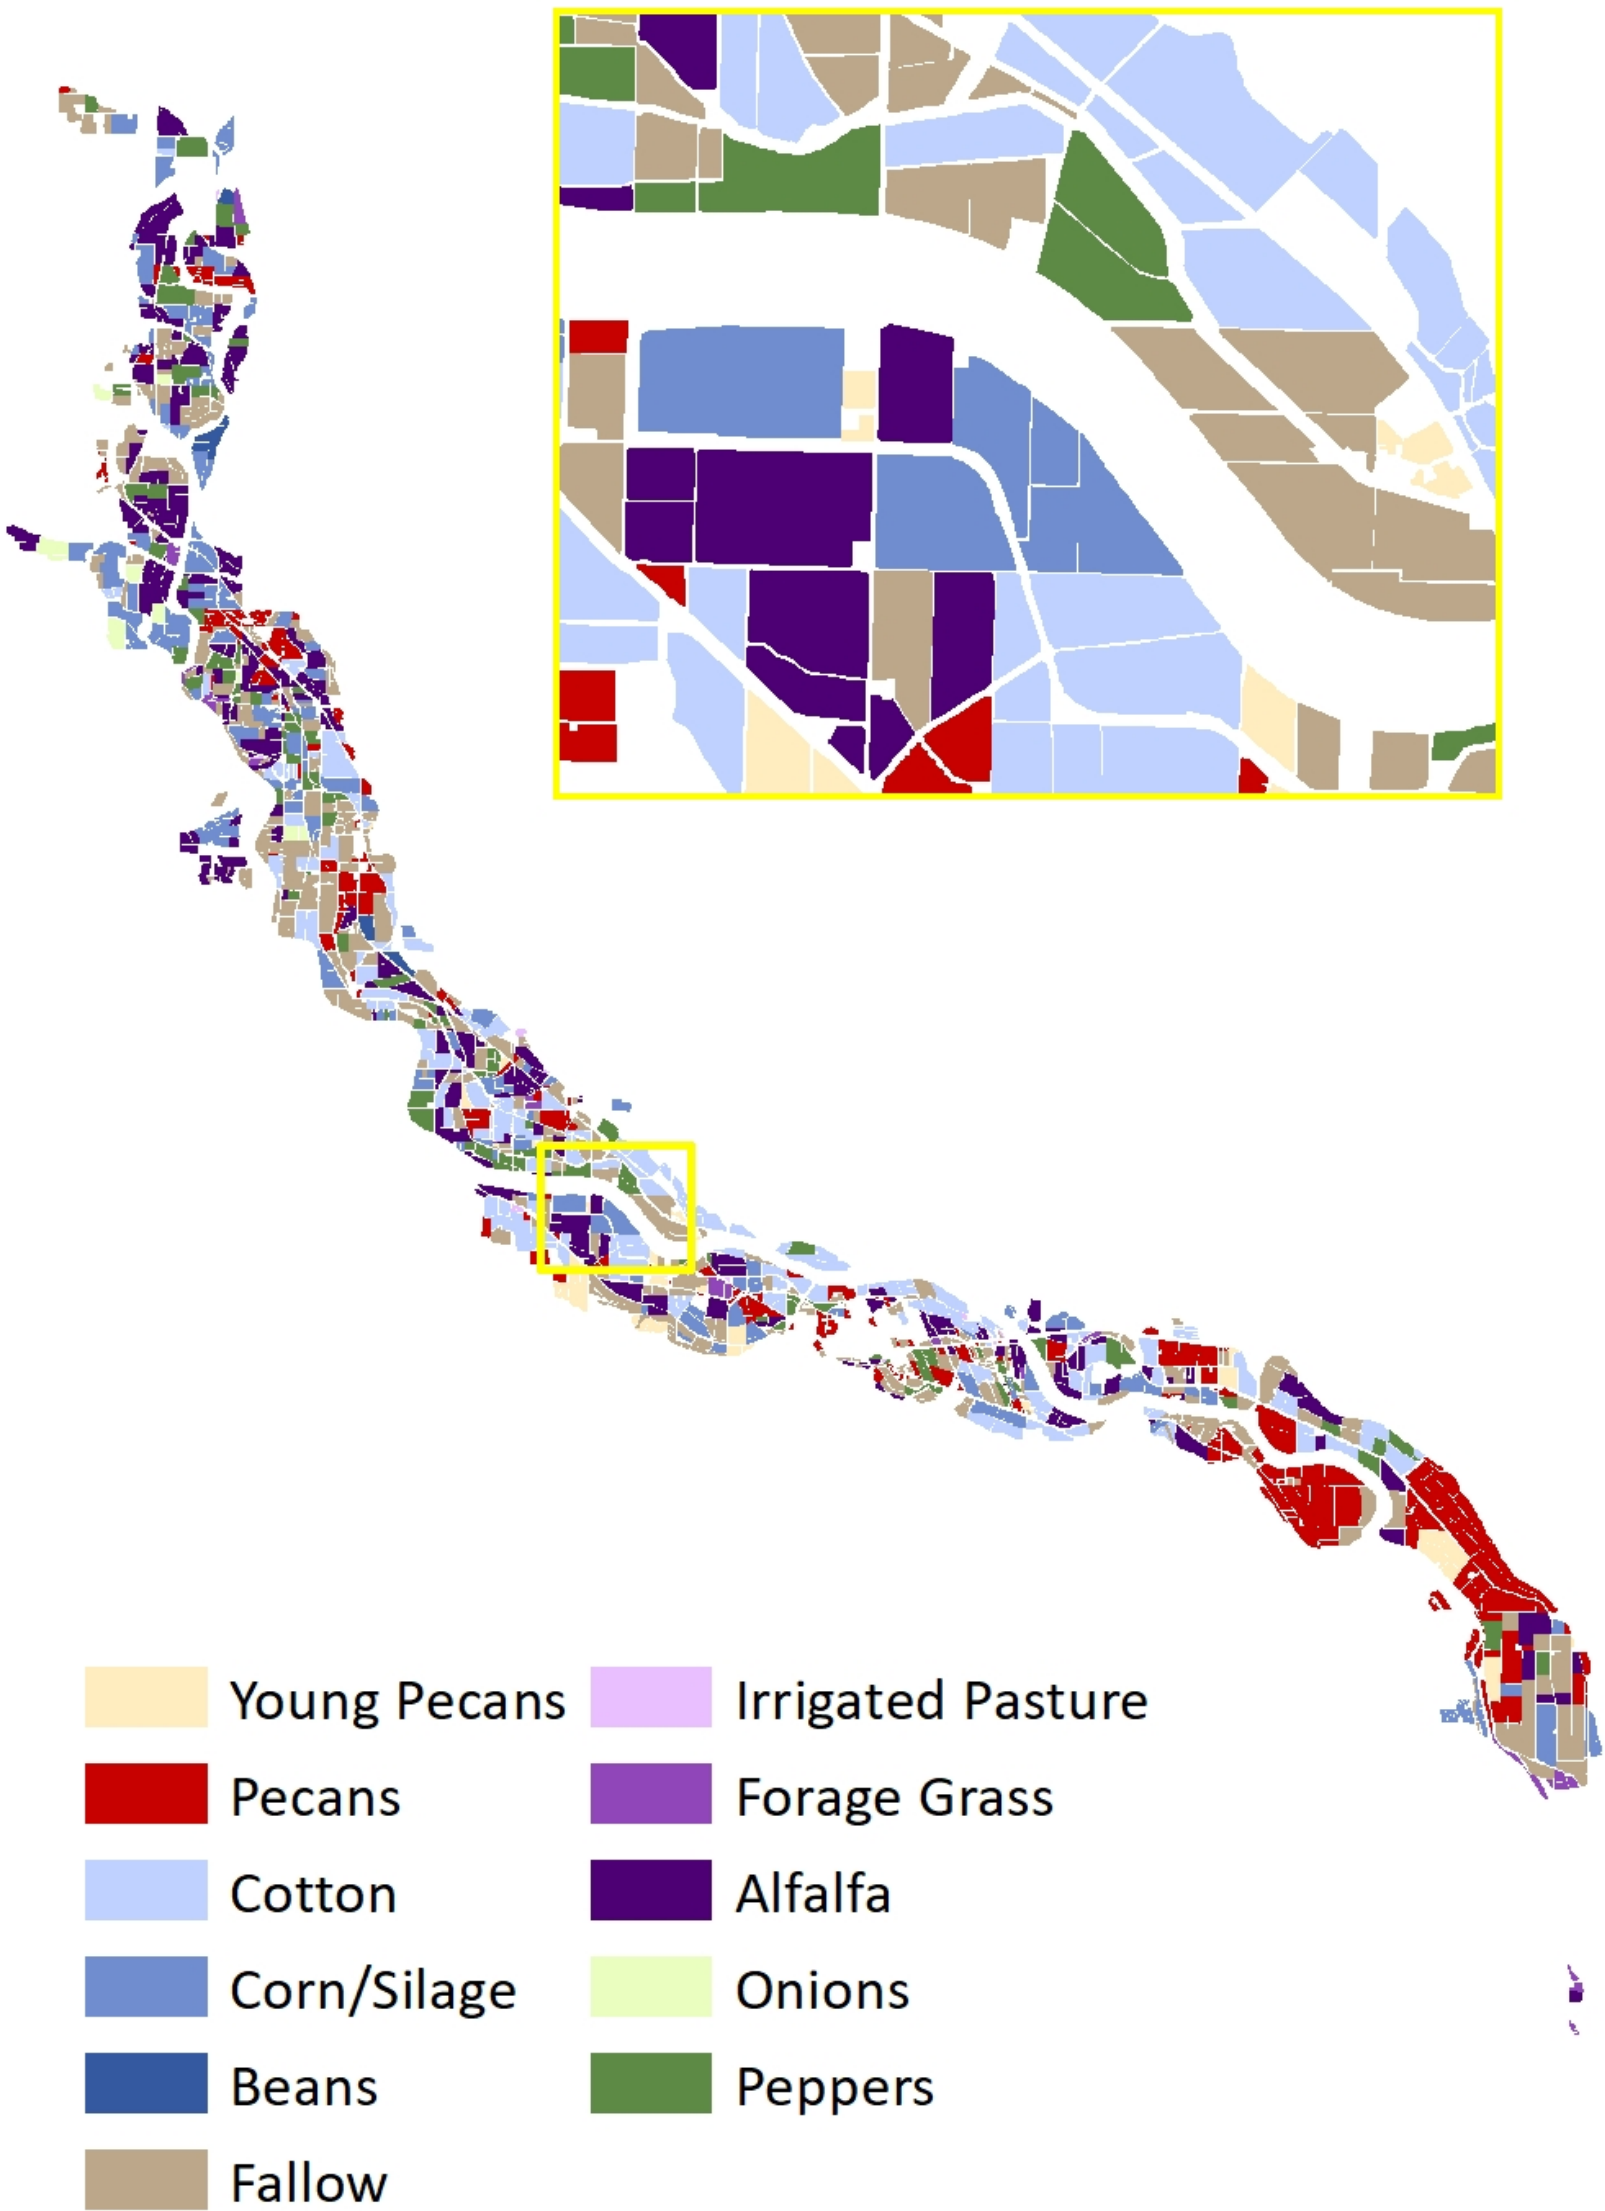 Young Pecans
Pecans
Cotton
Corn/Silage
Beans
Fallow
Irrigated Pasture
Forage Grass
Alfalfa
Onions
Peppers